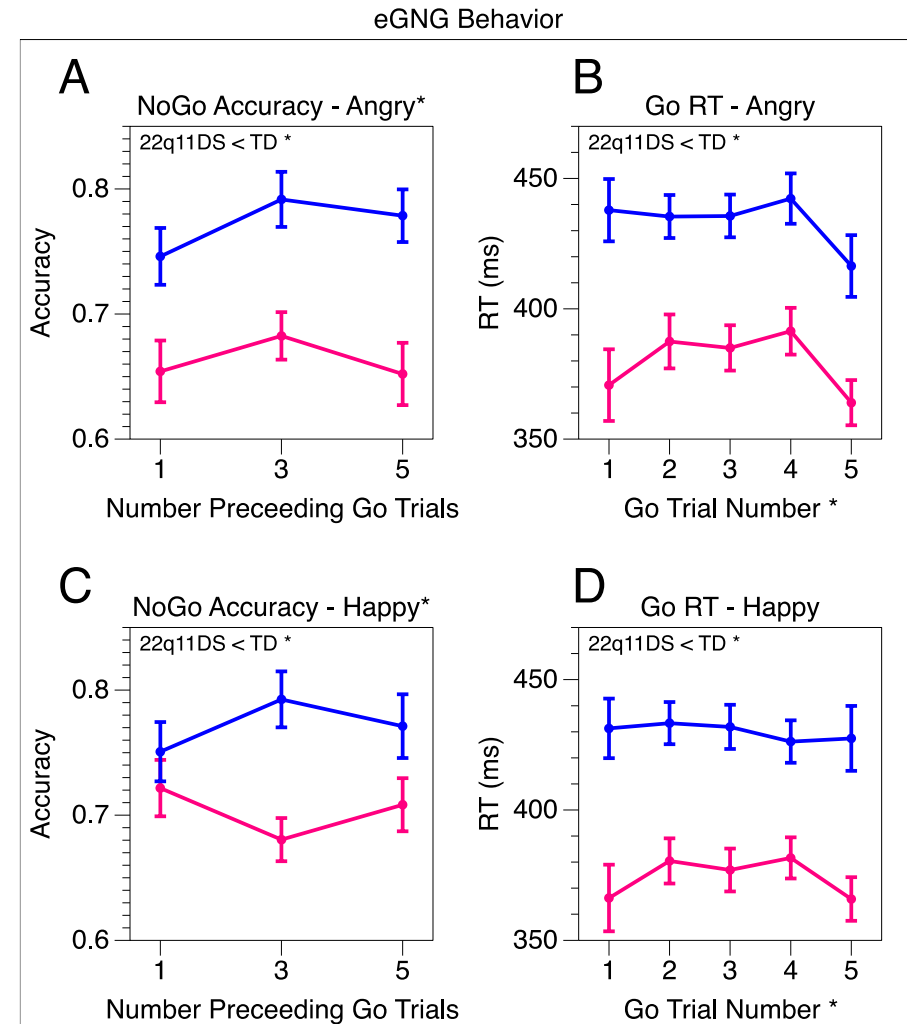 eGNG Behavior
A
NoGo Accuracy - Angry*
22q11DS < TD *
Accuracy
0.8
0.7
0.6
1 3 5
Number Preceeding Go Trials
B
Go RT - Angry
22q11DS < TD *
RT (ms)
450
400
350
1 2 3 4 5
Go Trial Number *
C
NoGo Accuracy - Happy*
22q11DS < TD *
Accuracy
0.8
0.7
0.6
1 3 5
Number Preceeding Go Trials
D
Go RT - Happy
22q11DS < TD *
RT (ms)
450
400
350
1 2 3 4 5
Go Trial Number *